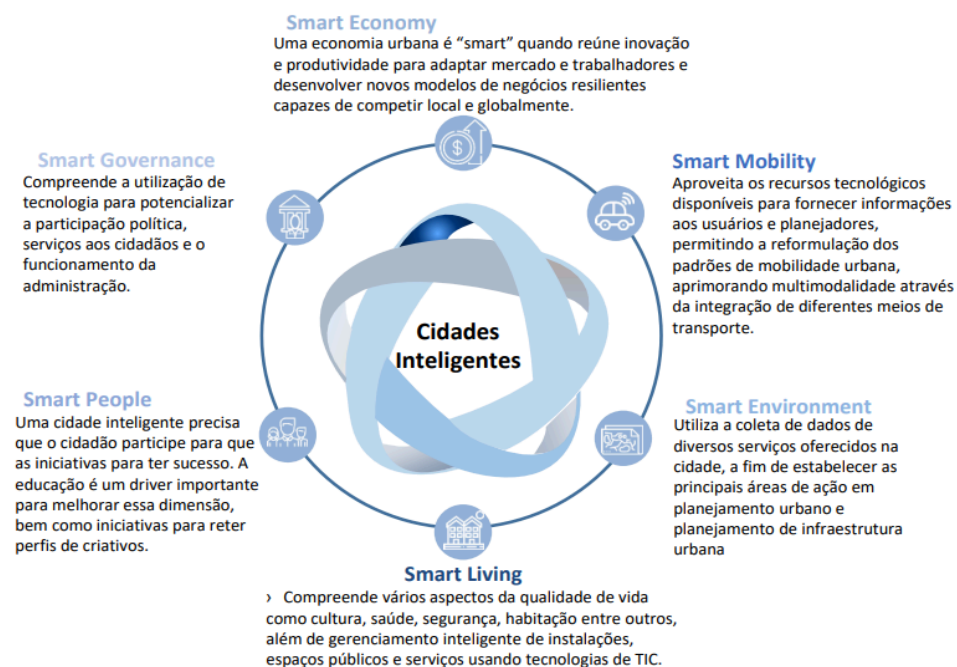 Smart Economy
Uma economia urbana é “smart” quando reúne inovação
e produtividade para adaptar mercado e trabalhadores e
desenvolver novos modelos de negócios resilientes
capazes de competir local e globalmente.
Smart Governance
Compreende a utilização de
tecnologia para potencializar
a participação política,
serviços aos cidadãos e o
funcionamento da
administração.
Smart Mobility
Aproveita os recursos tecnológicos
disponíveis para fornecer informações
aos usuários e planejadores,
permitindo a reformulação dos
padrões de mobilidade urbana,
aprimorando multimodalidade através
da integração de diferentes meios de
transporte.
Cidades
Inteligentes
Smart People
Uma cidade inteligente precisa
que o cidadão participe para que
as iniciativas para ter sucesso. A
educação é um driver importante
para melhorar essa dimensão,
bem como iniciativas para reter
perfis de criativos.
Smart Environment
Utiliza a coleta de dados de
diversos serviços oferecidos na
cidade, a fim de estabelecer as
principais áreas de ação em
planejamento urbano e
planejamento de infraestrutura
urbana
Smart Living
› Compreende vários aspectos da qualidade de vida
como cultura, saúde, segurança, habitação entre outros,
além de gerenciamento inteligente de instalações,
espaços públicos e serviços usando tecnologias de TIC.